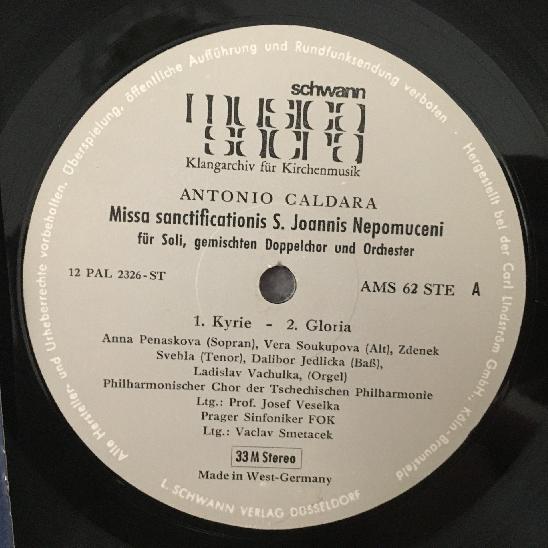 Alle Hersteller- und Urheberrechte vorbehalten. Überspielung, öffentliche Aufführung und Rundfunksendung verboten · Hergestellt bei der Carl Lindström GmbH., Köln-Braunsfeld
schwann
musica
sacra
Klangarchiv für Kirchenmusik
ANTONIO CALDARA
Missa sanctificationis S. Joannis Nepomuceni
für Soli, gemischten Doppelchor und Orchester
12 PAL 2326-ST
AMS 62 STE A
1. Kyrie - 2. Gloria
Anna Penaskova (Sopran), Vera Soukupova (Alt), Zdenek
Svehla (Tenor), Dalibor Jedlicka (Baß),
Ladislav Vachulka, (Orgel)
Philharmonischer Chor der Tschechischen Philharmonie
Ltg.: Prof. Josef Veselka
Prager Sinfoniker FOK
Ltg.: Vaclav Smetacek
33 M Stereo
Made in West-Germany
L. SCHWANN VERLAG DÜSSELDORF